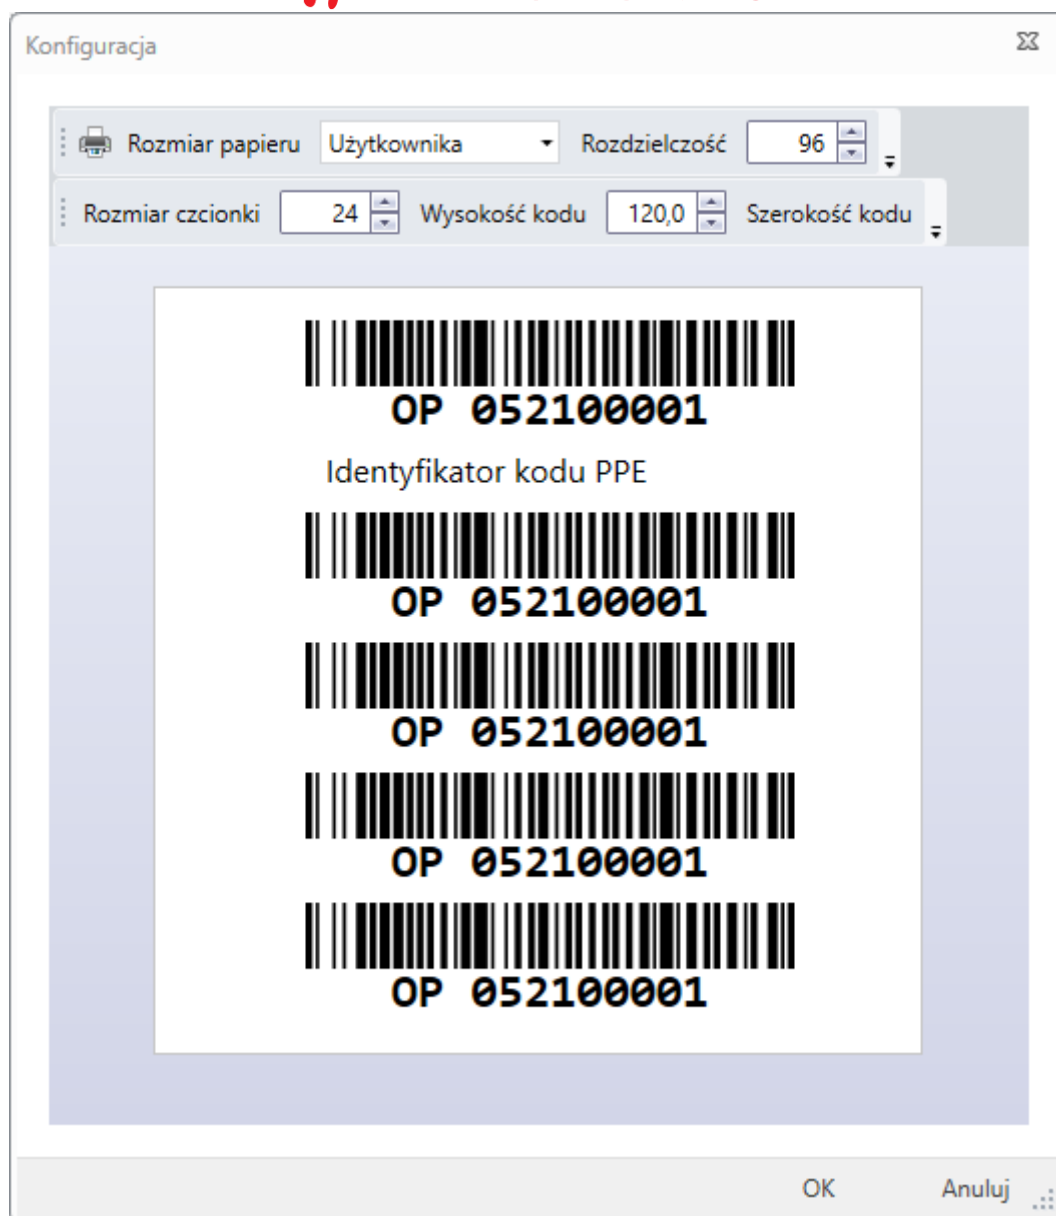 Konfiguracja
Rozmiar papieru Użytkownika Rozdzielczość 96
Rozmiar czcionki 24 Wysokość kodu 120,0 Szerokość kodu
OP 052100001
Identyfikator kodu PPE
OP 052100001
OP 052100001
OP 052100001
OP 052100001
OK Anuluj